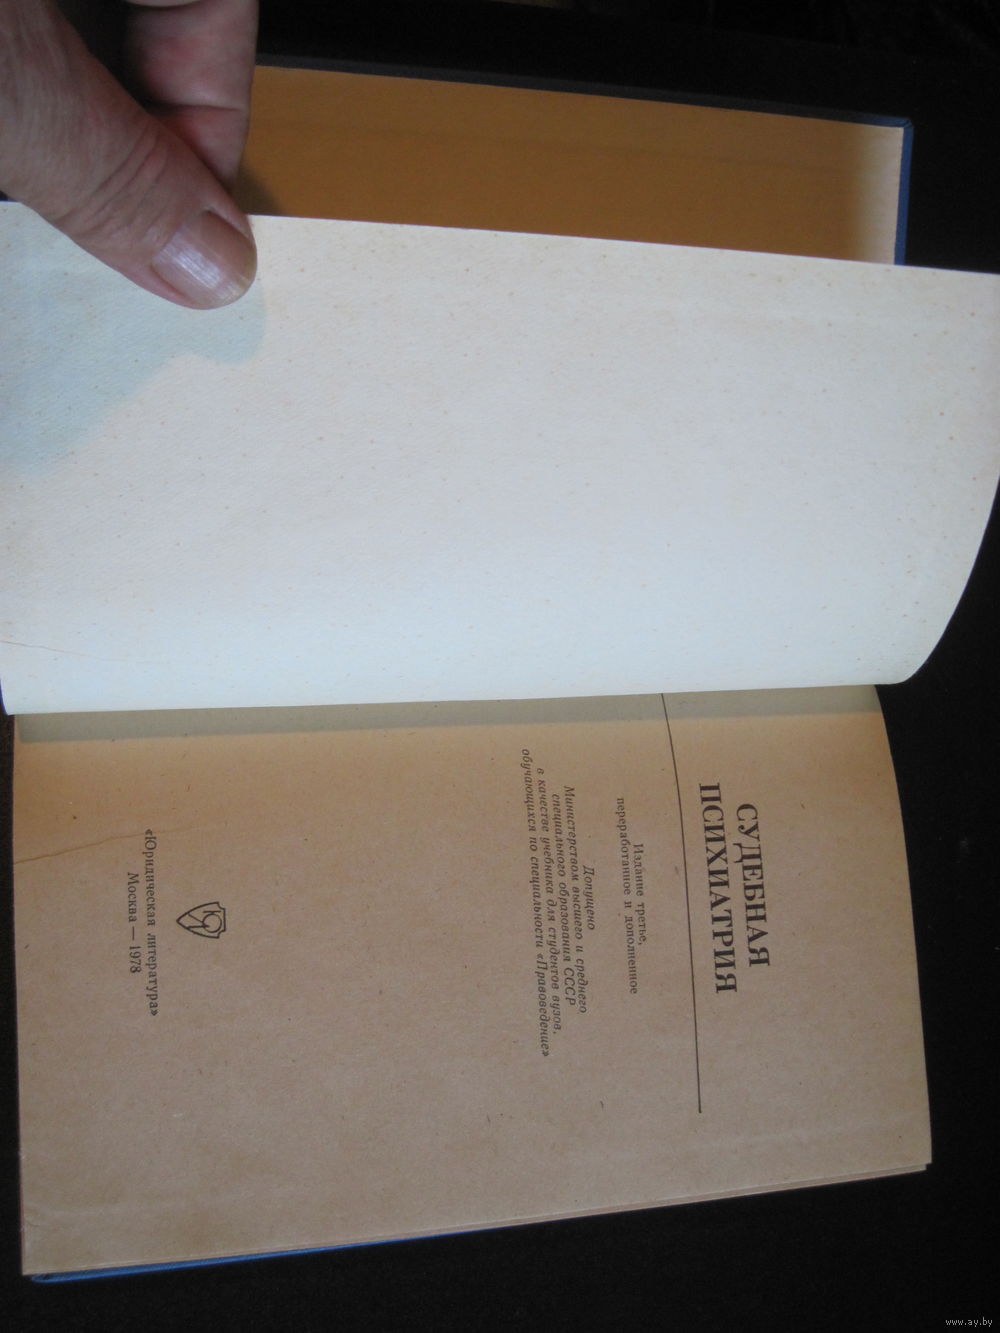 СУДЕБНАЯ
ПСИХИАТРИЯ
Издание третье,
переработанное и дополненное
Допущено
Министерством высшего и среднего
специального образования СССР
в качестве учебника для студентов вузов,
обучающихся по специальности «Правоведение»
«Юридическая литература»
Москва — 1978
www.ay.by